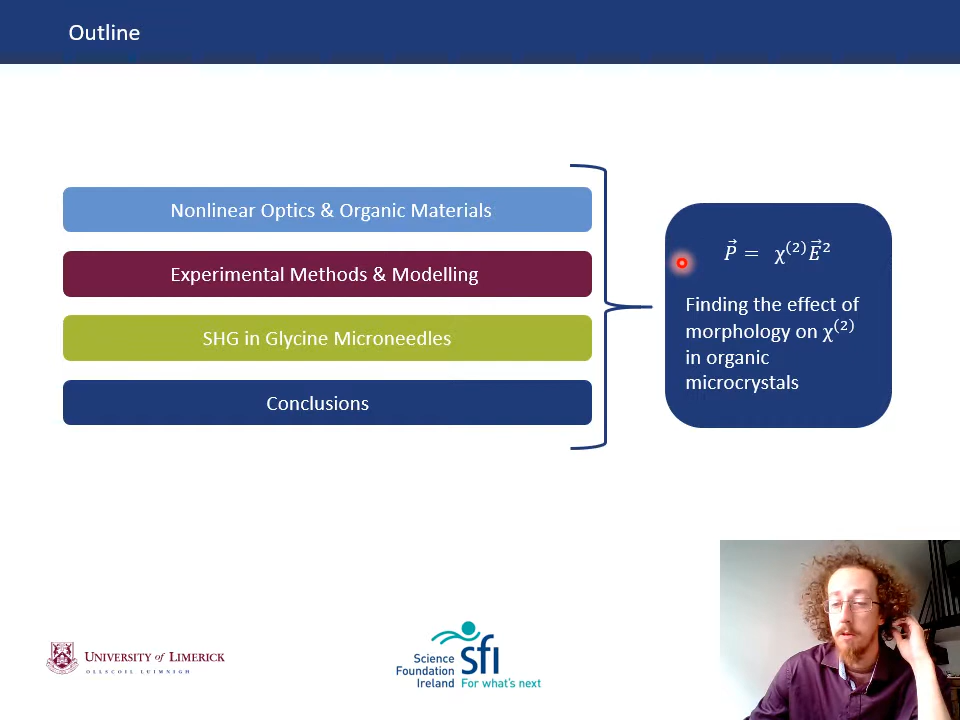 Outline
Nonlinear Optics & Organic Materials
Experimental Methods & Modelling
SHG in Glycine Microneedles
Conclusions
P⃗ = χ⁽²⁾E⃗²
Finding the effect of
morphology on χ⁽²⁾
in organic
microcrystals
UNIVERSITY of LIMERICK
OLLSCOIL LUIMNIGH
Science
Foundation
Ireland
sfi
For what's next